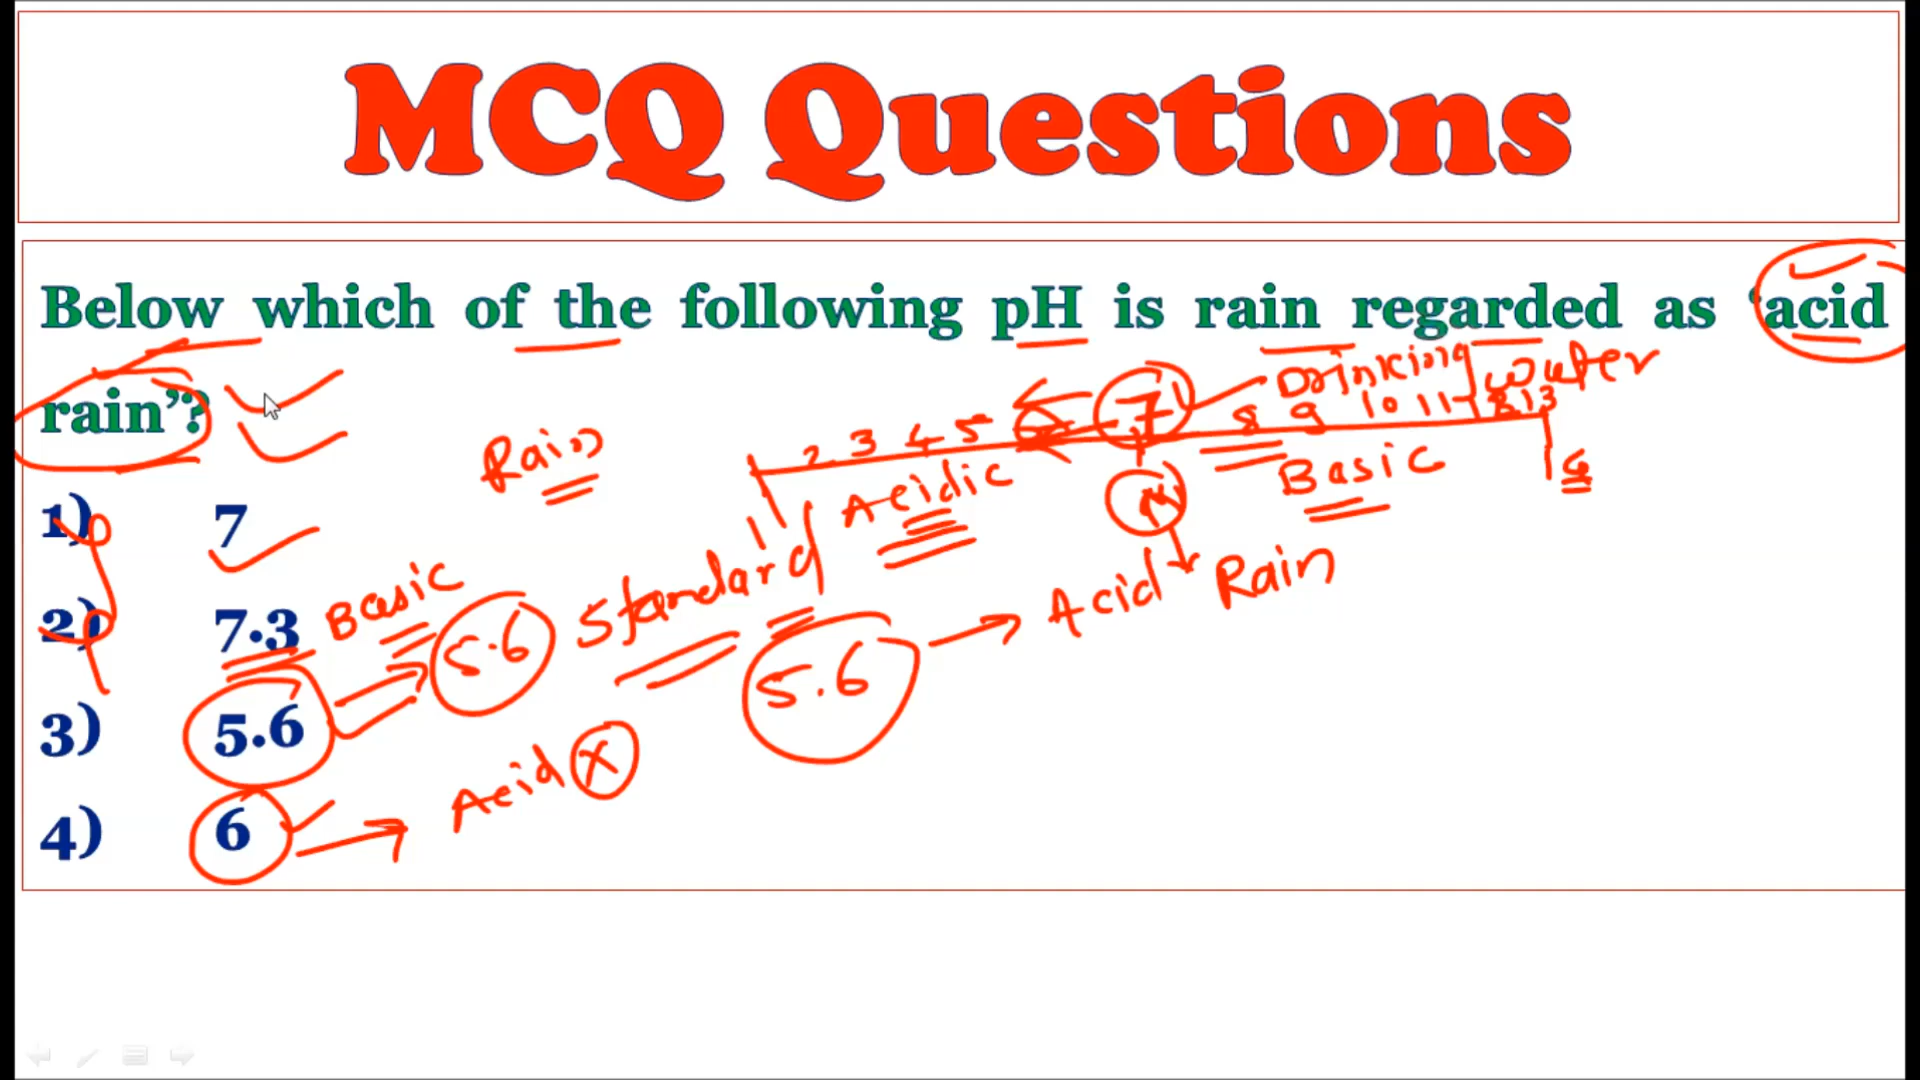 MCQ Questions
Below which of the following pH is rain regarded as ‘acid
rain”?
Drinking water
7
2 3 4 5 8 9 10 11 13
Rain
Acidic
Basic
1) 7
Standard
Acid Rain
2) 7.3
Basic
5.6
5.6
3) 5.6
Acid X
4) 6